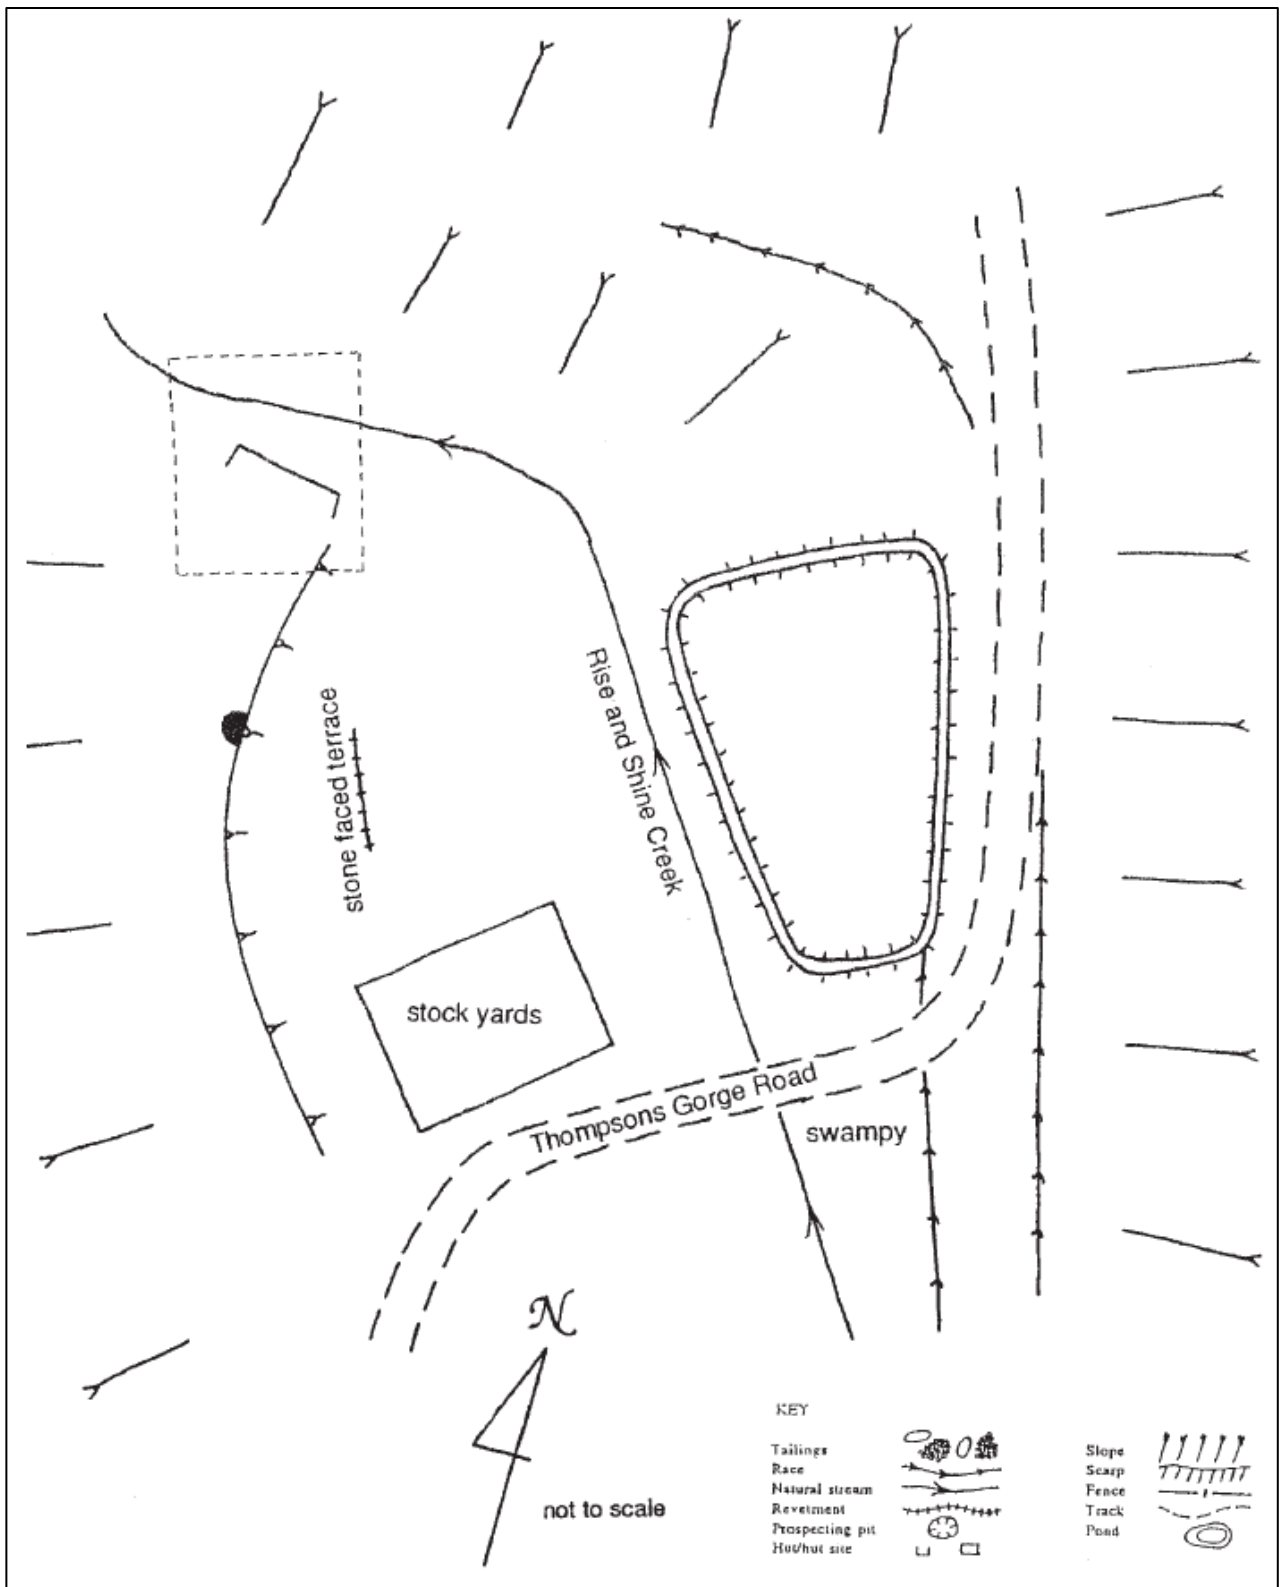 stone faced terrace
Rise and Shine Creek
stock yards
Thompsons Gorge Road
swampy
N
not to scale
KEY
Tailings
Race
Natural stream
Revetment
Prospecting pit
Hut/hut site
Slope
Scarp
Fence
Track
Pond